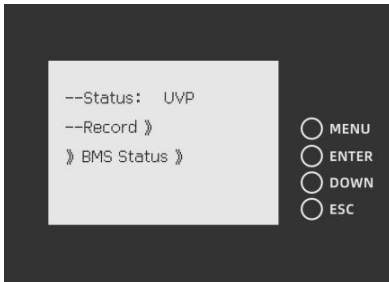 --Status: UVP
--Record 》
》 BMS Status 》
MENU
ENTER
DOWN
ESC